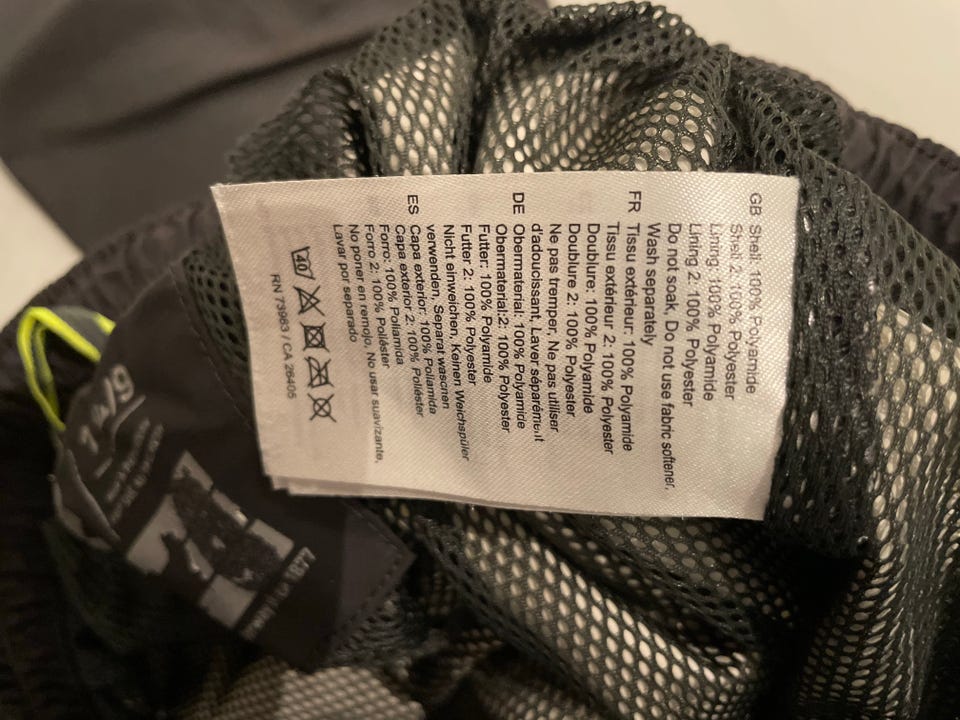 GB Shell: 100% Polyamide
Shell 2: 100% Polyester
Lining: 100% Polyamide
Lining 2: 100% Polyester
Do not soak, Do not use fabric softener,
Wash separately
FR Tissu extérieur: 100% Polyamide
Tissu extérieur 2: 100% Polyester
Doublure: 100% Polyamide
Doublure 2: 100% Polyester
Ne pas tremper, Ne pas utiliser
d'adoucissant, Laver séparément
DE Obermaterial: 100% Polyamide
Obermaterial:2: 100% Polyester
Futter: 100% Polyamide
Futter 2: 100% Polyester
Nicht einweichen, Keinen Weichspüler
verwenden, Separat waschen
ES Capa exterior: 100% Poliamida
Capa exterior 2: 100% Poliéster
Forro: 100% Poliamida
Forro 2: 100% Poliéster
No poner en remojo, No usar suavizante,
Lavar por separado
40
RN 73963 / CA 26405